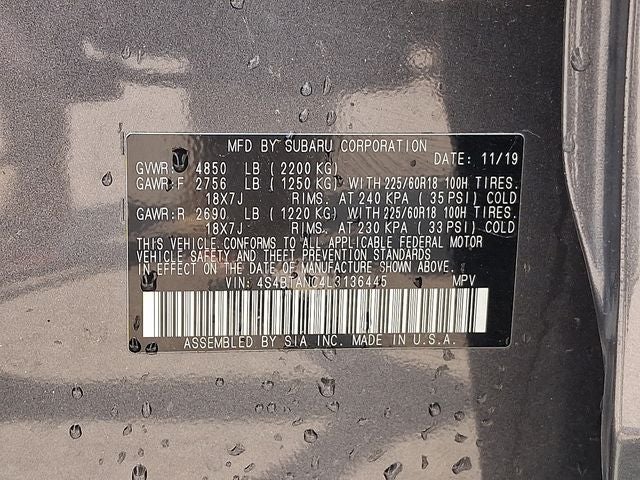 MFD BY SUBARU CORPORATION
GVWR: 4850 LB (2200 KG) DATE: 11/19
GAWR:F 2756 LB (1250 KG) WITH 225/60R18 100H TIRES.
18X7J RIMS. AT 240 KPA (35 PSI) COLD
GAWR:R 2690 LB (1220 KG) WITH 225/60R18 100H TIRES.
18X7J RIMS. AT 230 KPA (33 PSI) COLD
THIS VEHICLE CONFORMS TO ALL APPLICABLE FEDERAL MOTOR
VEHICLE SAFETY AND THEFT PREVENTION STANDARDS
IN EFFECT ON THE DATE OF MANUFACTURE SHOWN ABOVE.
VIN: 4S4BTANC4L3136445 MPV
ASSEMBLED BY SIA INC. MADE IN U.S.A.